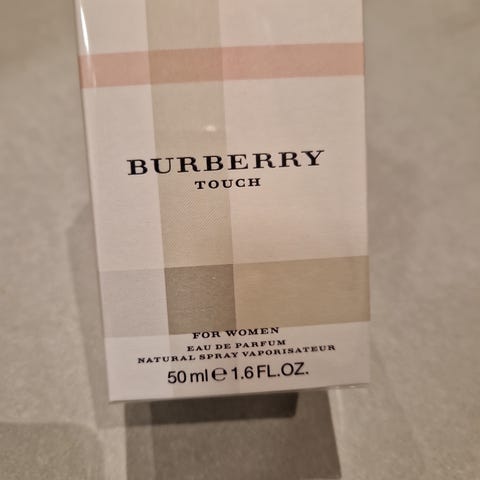 BURBERRY
TOUCH
FOR WOMEN
EAU DE PARFUM
NATURAL SPRAY VAPORISATEUR
50 ml ℮ 1.6 FL.OZ.